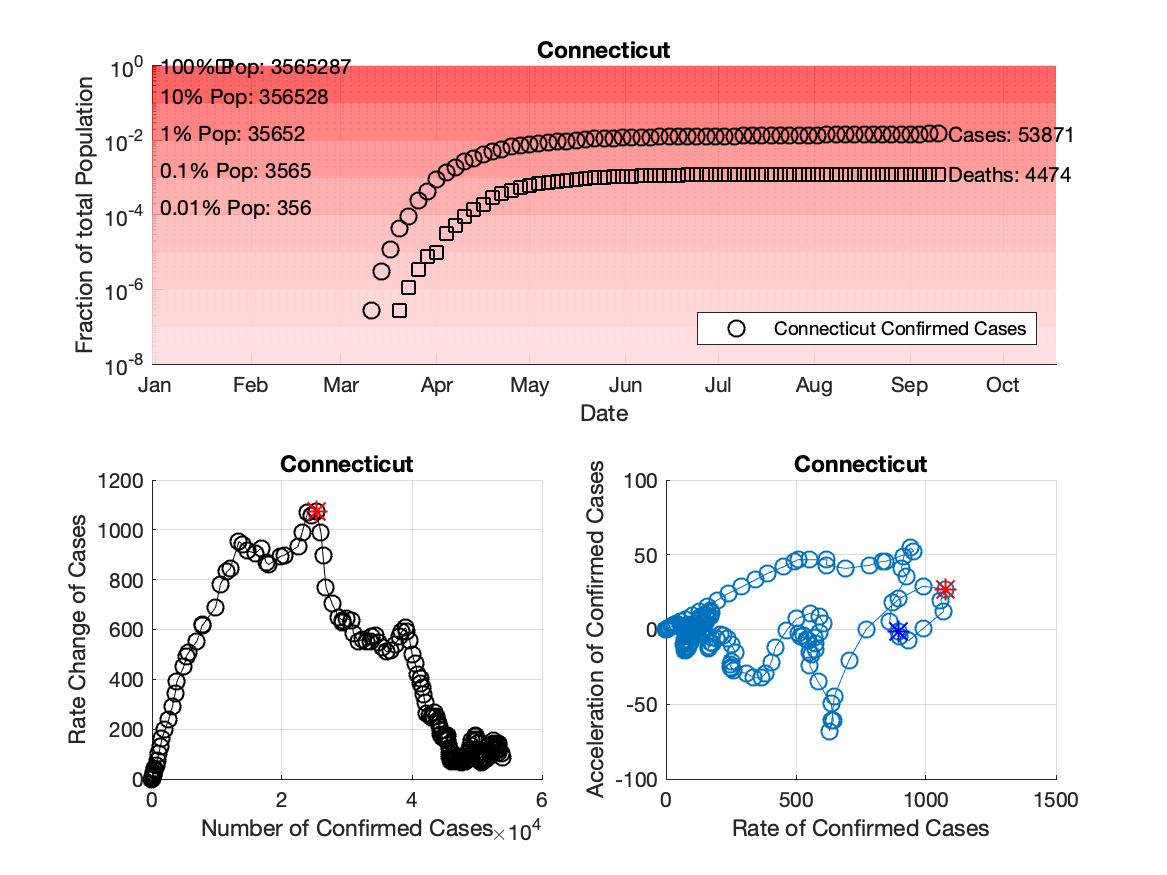 Connecticut
10^0
10^-2
10^-4
10^-6
10^-8
Fraction of total Population
100% Pop: 3565287
10% Pop: 356528
1% Pop: 35652
0.1% Pop: 3565
0.01% Pop: 356
Cases: 53871
Deaths: 4474
Connecticut Confirmed Cases
Jan Feb Mar Apr May Jun Jul Aug Sep Oct
Date
Connecticut
1200
1000
800
600
400
200
0
Rate Change of Cases
0 2 4 6
Number of Confirmed Cases ×10^4
Connecticut
100
50
0
-50
-100
Acceleration of Confirmed Cases
0 500 1000 1500
Rate of Confirmed Cases